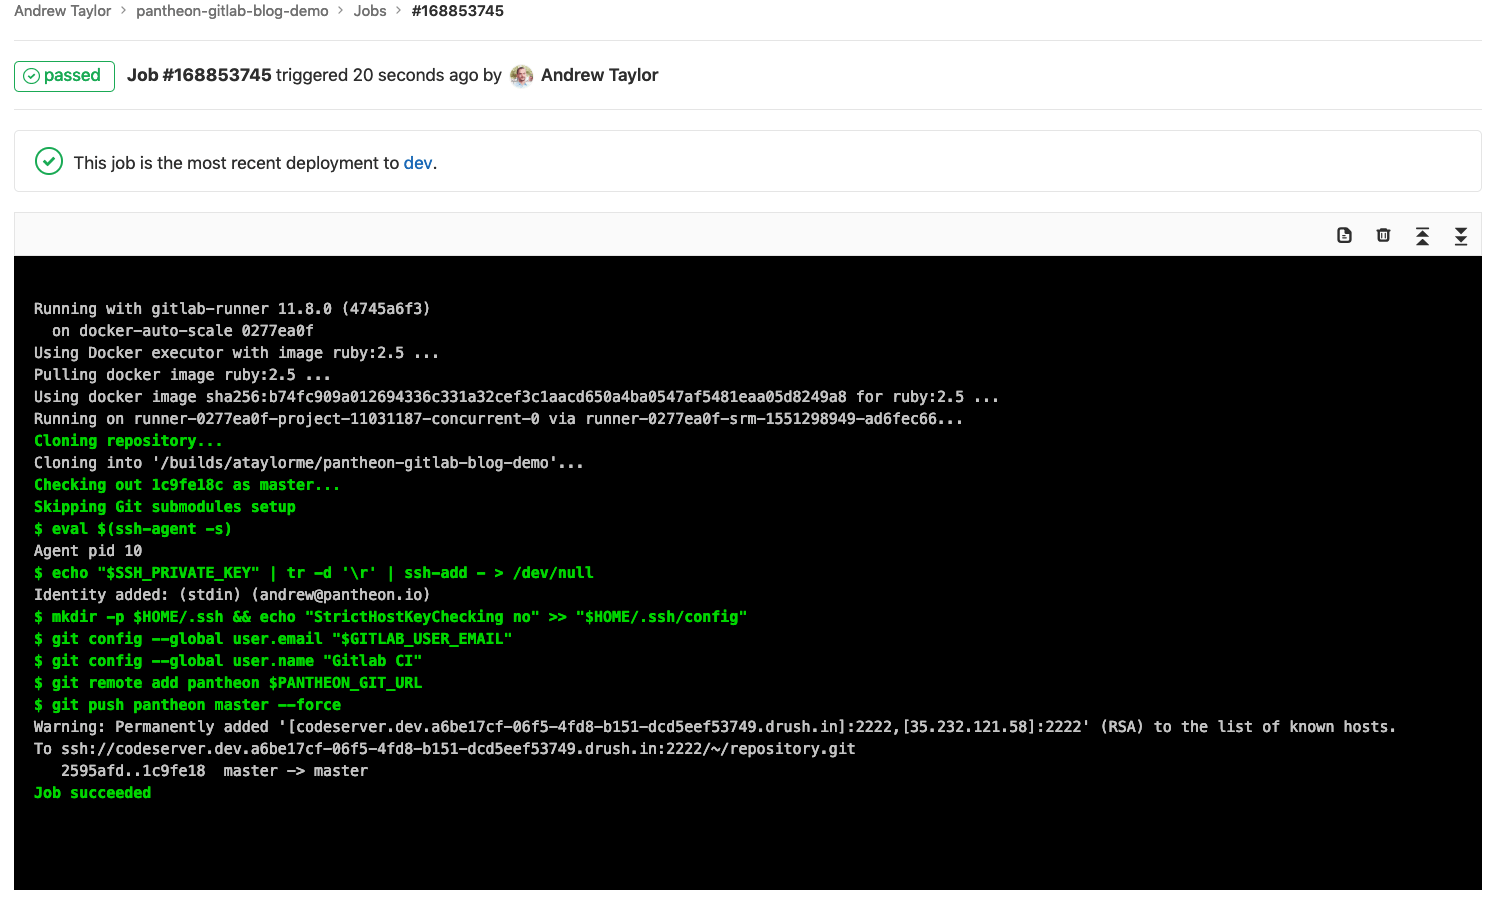 Andrew Taylor > pantheon-gitlab-blog-demo > Jobs > #168853745
passed Job #168853745 triggered 20 seconds ago by Andrew Taylor
This job is the most recent deployment to dev.
Running with gitlab-runner 11.8.0 (4745a6f3)
  on docker-auto-scale 0277ea0f
Using Docker executor with image ruby:2.5 ...
Pulling docker image ruby:2.5 ...
Using docker image sha256:b74fc909a012694336c331a32cef3c1aacd650a4ba0547af5481eaa05d8249a8 for ruby:2.5 ...
Running on runner-0277ea0f-project-11031187-concurrent-0 via runner-0277ea0f-srm-1551298949-ad6fec66...
Cloning repository...
Cloning into '/builds/ataylorme/pantheon-gitlab-blog-demo'...
Checking out 1c9fe18c as master...
Skipping Git submodules setup
$ eval $(ssh-agent -s)
Agent pid 10
$ echo "$SSH_PRIVATE_KEY" | tr -d '\r' | ssh-add - > /dev/null
Identity added: (stdin) (andrew@pantheon.io)
$ mkdir -p $HOME/.ssh && echo "StrictHostKeyChecking no" >> "$HOME/.ssh/config"
$ git config --global user.email "$GITLAB_USER_EMAIL"
$ git config --global user.name "Gitlab CI"
$ git remote add pantheon $PANTHEON_GIT_URL
$ git push pantheon master --force
Warning: Permanently added '[codeserver.dev.a6be17cf-06f5-4fd8-b151-dcd5eef53749.drush.in]:2222,[35.232.121.58]:2222' (RSA) to the list of known hosts.
To ssh://codeserver.dev.a6be17cf-06f5-4fd8-b151-dcd5eef53749.drush.in:2222/~/repository.git
   2595afd..1c9fe18  master -> master
Job succeeded